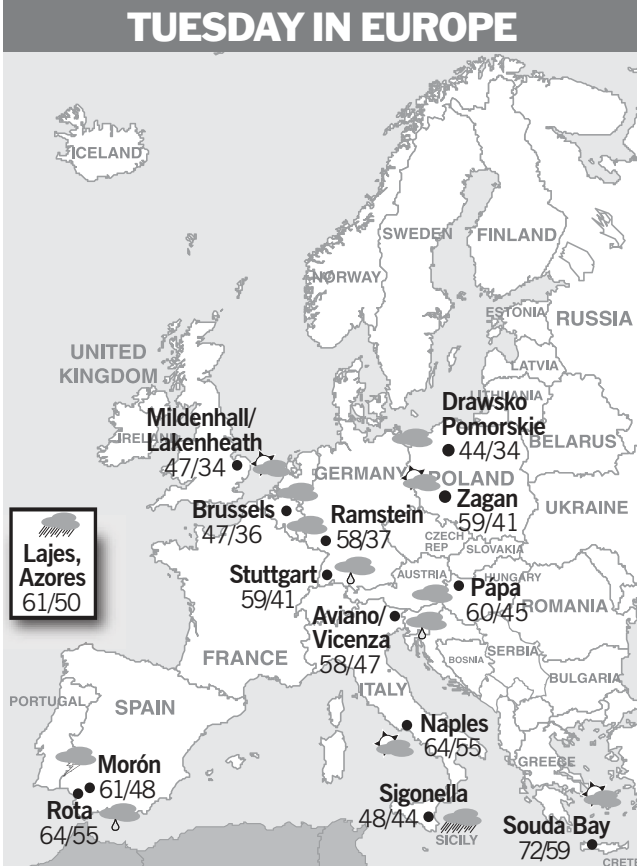 TUESDAY IN EUROPE
ICELAND
SWEDEN
FINLAND
NORWAY
ESTONIA
RUSSIA
UNITED
KINGDOM
LATVIA
LITHUANIA
Drawsko
Pomorskie
44/34
Mildenhall/
Lakenheath
47/34
IRELAND
BELARUS
GERMANY
POLAND
Zagan
59/41
Brussels
47/36
Ramstein
58/37
UKRAINE
CZECH
REP
SLOVAKIA
Lajes,
Azores
61/50
Stuttgart
59/41
AUSTRIA
HUNGARY
Pápa
60/45
ROMANIA
Aviano/
Vicenza
58/47
FRANCE
BOSNIA
SERBIA
BULGARIA
ITALY
PORTUGAL
SPAIN
Naples
64/55
GREECE
Morón
61/48
Rota
64/55
Sigonella
48/44
SICILY
Souda Bay
72/59
CRETE